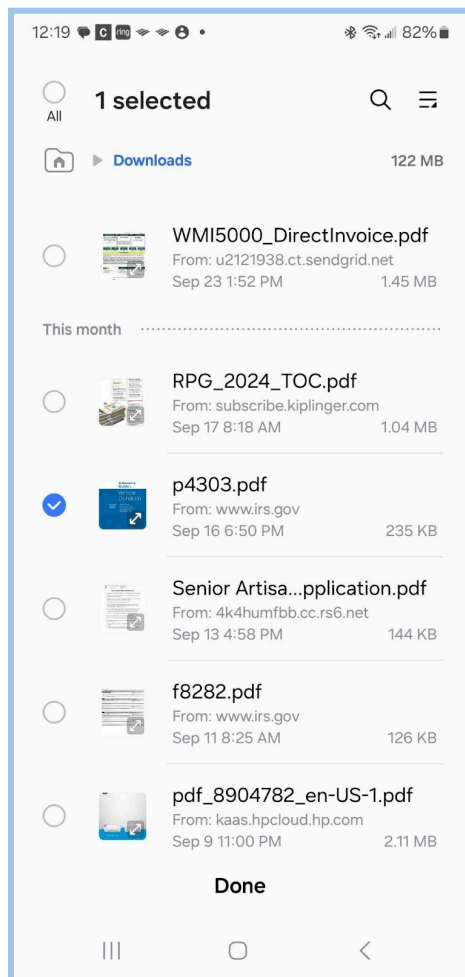 12:19 C ring 82%
All
1 selected
Downloads 122 MB
WMI5000_DirectInvoice.pdf
From: u2121938.ct.sendgrid.net
Sep 23 1:52 PM 1.45 MB
This month
RPG_2024_TOC.pdf
From: subscribe.kiplinger.com
Sep 17 8:18 AM 1.04 MB
p4303.pdf
From: www.irs.gov
Sep 16 6:50 PM 235 KB
Senior Artisa...pplication.pdf
From: 4k4humfbb.cc.rs6.net
Sep 13 4:58 PM 144 KB
f8282.pdf
From: www.irs.gov
Sep 11 8:25 AM 126 KB
pdf_8904782_en-US-1.pdf
From: kaas.hpcloud.hp.com
Sep 9 11:00 PM 2.11 MB
Done